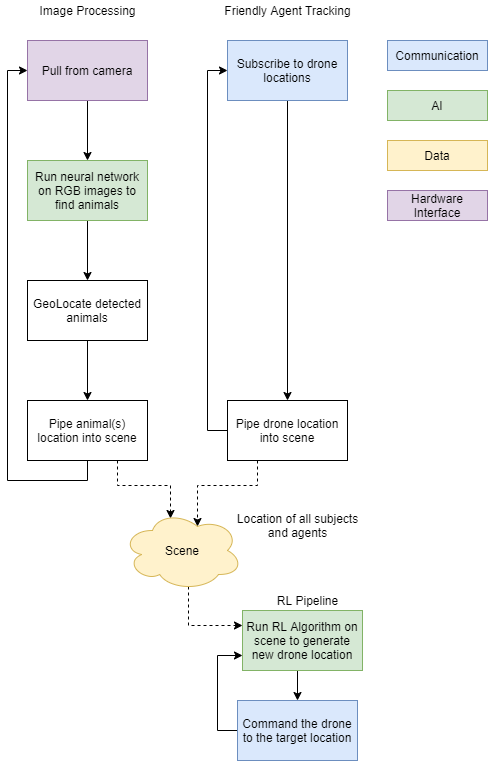 Image Processing
Friendly Agent Tracking
Pull from camera
Subscribe to drone
locations
Communication
AI
Data
Hardware
Interface
Run neural network
on RGB images to
find animals
GeoLocate detected
animals
Pipe animal(s)
location into scene
Pipe drone location
into scene
Location of all subjects
and agents
Scene
RL Pipeline
Run RL Algorithm on
scene to generate
new drone location
Command the drone
to the target location